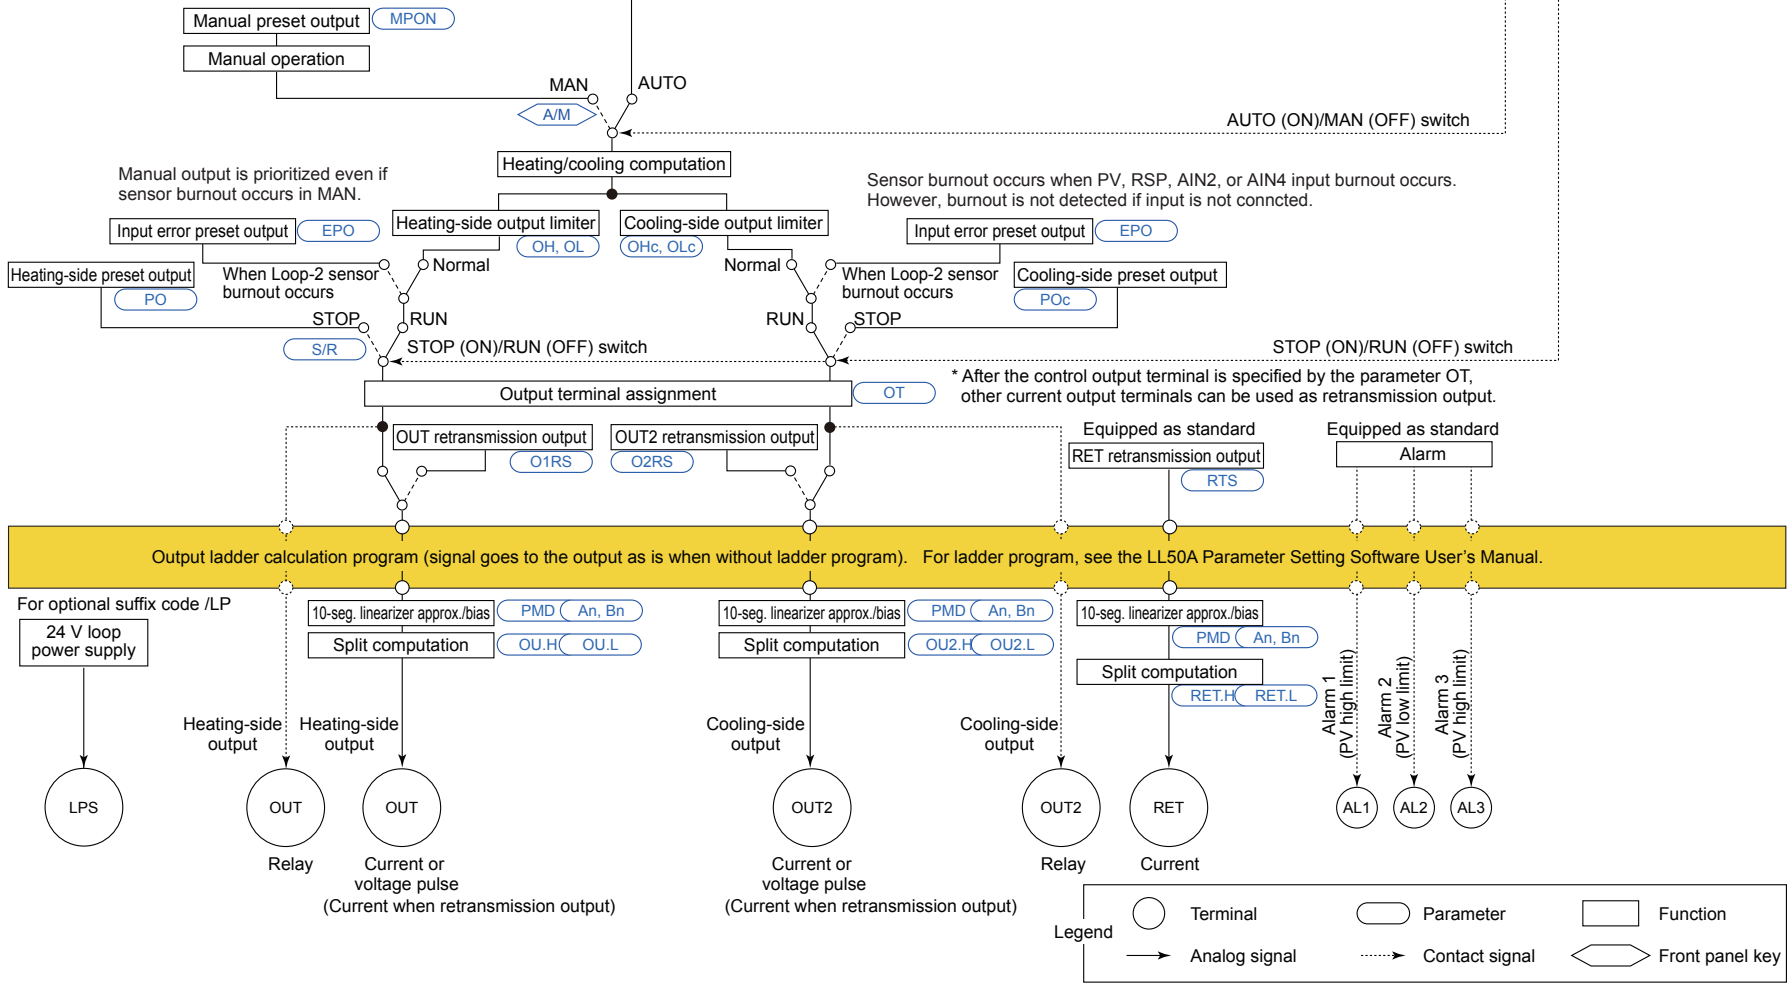 Manual preset output
MPON
Manual operation
MAN
AUTO
A/M
AUTO (ON)/MAN (OFF) switch
Heating/cooling computation
Manual output is prioritized even if
sensor burnout occurs in MAN.
Sensor burnout occurs when PV, RSP, AIN2, or AIN4 input burnout occurs.
However, burnout is not detected if input is not conncted.
Input error preset output
EPO
Heating-side output limiter
OH, OL
Cooling-side output limiter
OHc, OLc
Input error preset output
EPO
Heating-side preset output
PO
When Loop-2 sensor
burnout occurs
Normal
Normal
When Loop-2 sensor
burnout occurs
Cooling-side preset output
POc
STOP
RUN
RUN
STOP
S/R
STOP (ON)/RUN (OFF) switch
STOP (ON)/RUN (OFF) switch
Output terminal assignment
OT
* After the control output terminal is specified by the parameter OT,
other current output terminals can be used as retransmission output.
OUT retransmission output
O1RS
OUT2 retransmission output
O2RS
Equipped as standard
RET retransmission output
RTS
Equipped as standard
Alarm
Output ladder calculation program (signal goes to the output as is when without ladder program). For ladder program, see the LL50A Parameter Setting Software User's Manual.
For optional suffix code /LP
24 V loop
power supply
10-seg. linearizer approx./bias
PMD
An, Bn
Split computation
OU.H
OU.L
10-seg. linearizer approx./bias
PMD
An, Bn
Split computation
OU2.H
OU2.L
10-seg. linearizer approx./bias
PMD
An, Bn
Split computation
RET.H
RET.L
Alarm 1
(PV high limit)
Alarm 2
(PV low limit)
Alarm 3
(PV high limit)
Heating-side
output
Heating-side
output
Cooling-side
output
Cooling-side
output
LPS
OUT
OUT
OUT2
OUT2
RET
AL1
AL2
AL3
Relay
Current or
voltage pulse
(Current when retransmission output)
Current or
voltage pulse
(Current when retransmission output)
Relay
Current
Legend
Terminal
Parameter
Function
Analog signal
Contact signal
Front panel key